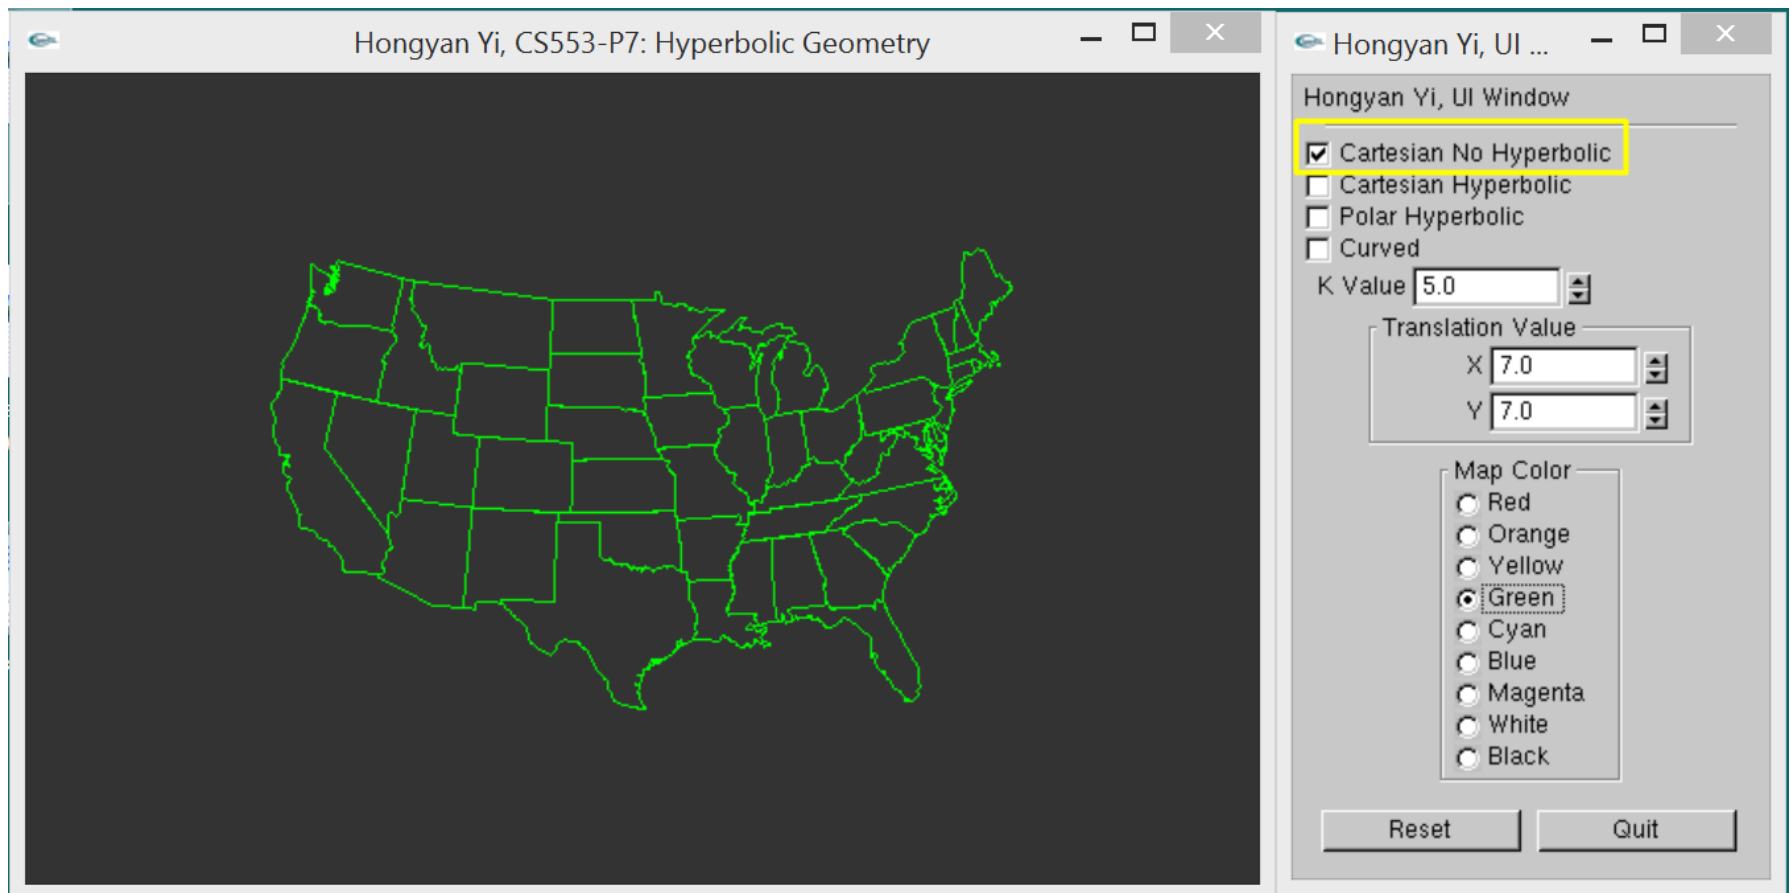 Hongyan Yi, CS553-P7: Hyperbolic Geometry
Hongyan Yi, UI ...
Hongyan Yi, UI Window
Cartesian No Hyperbolic
Cartesian Hyperbolic
Polar Hyperbolic
Curved
K Value 5.0
Translation Value
X 7.0
Y 7.0
Map Color
Red
Orange
Yellow
Green
Cyan
Blue
Magenta
White
Black
Reset Quit